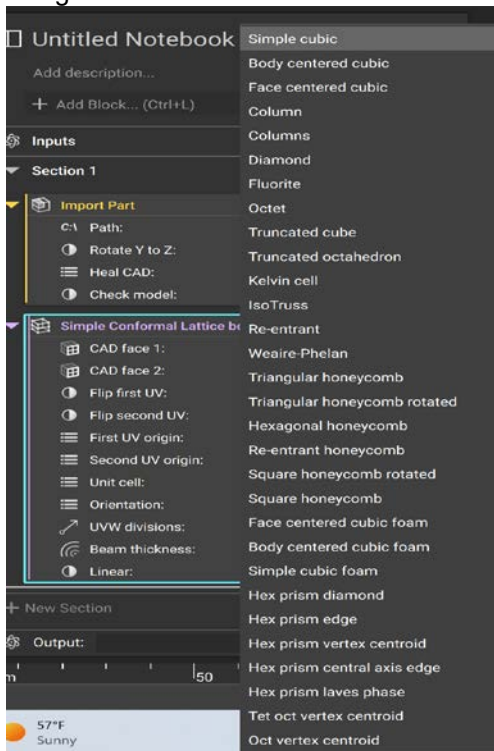 Untitled Notebook
Add description...
+ Add Block... (Ctrl+L)
Inputs
Section 1
Import Part
C:\ Path:
Rotate Y to Z:
Heal CAD:
Check model:
Simple Conformal Lattice be
CAD face 1:
CAD face 2:
Flip first UV:
Flip second UV:
First UV origin:
Second UV origin:
Unit cell:
Orientation:
UVW divisions:
Beam thickness:
Linear:
+ New Section
Output:
50
57°F
Sunny
Simple cubic
Body centered cubic
Face centered cubic
Column
Columns
Diamond
Fluorite
Octet
Truncated cube
Truncated octahedron
Kelvin cell
IsoTruss
Re-entrant
Weaire-Phelan
Triangular honeycomb
Triangular honeycomb rotated
Hexagonal honeycomb
Re-entrant honeycomb
Square honeycomb rotated
Square honeycomb
Face centered cubic foam
Body centered cubic foam
Simple cubic foam
Hex prism diamond
Hex prism edge
Hex prism vertex centroid
Hex prism central axis edge
Hex prism laves phase
Tet oct vertex centroid
Oct vertex centroid